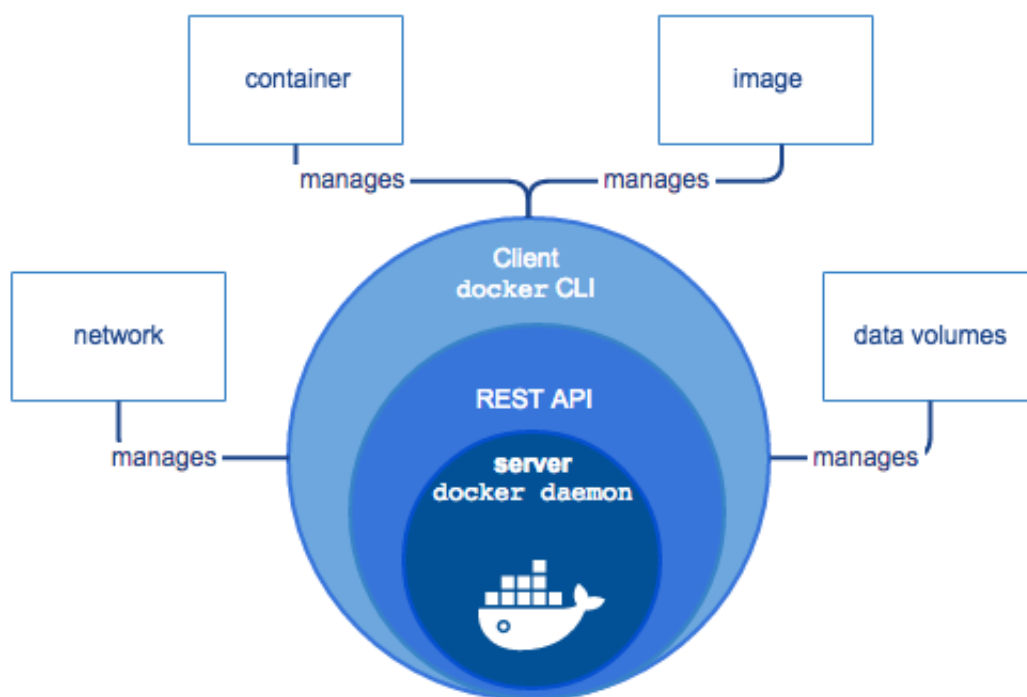 container
image
manages
manages
Client
docker CLI
network
data volumes
REST API
manages
server
docker daemon
manages